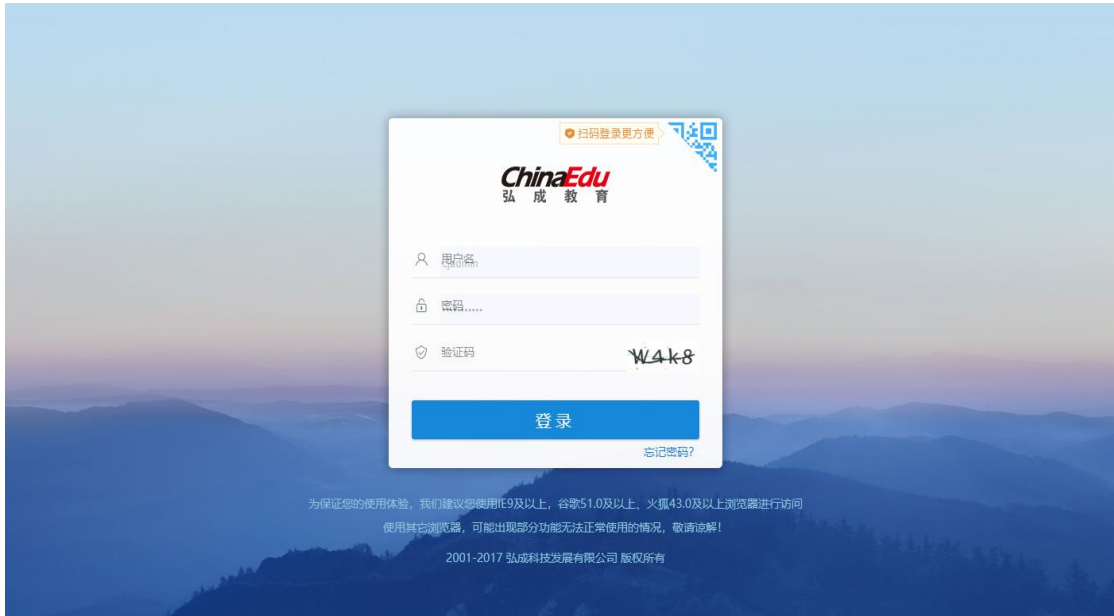 扫码登录更方便
ChinaEdu
弘成教育
用户名
密码
验证码
W4k8
登录
忘记密码?
为保证您的使用体验，我们建议您使用IE9及以上，谷歌51.0及以上、火狐43.0及以上浏览器进行访问
使用其它浏览器，可能出现部分功能无法正常使用的情况，敬请谅解！
2001-2017 弘成科技发展有限公司 版权所有